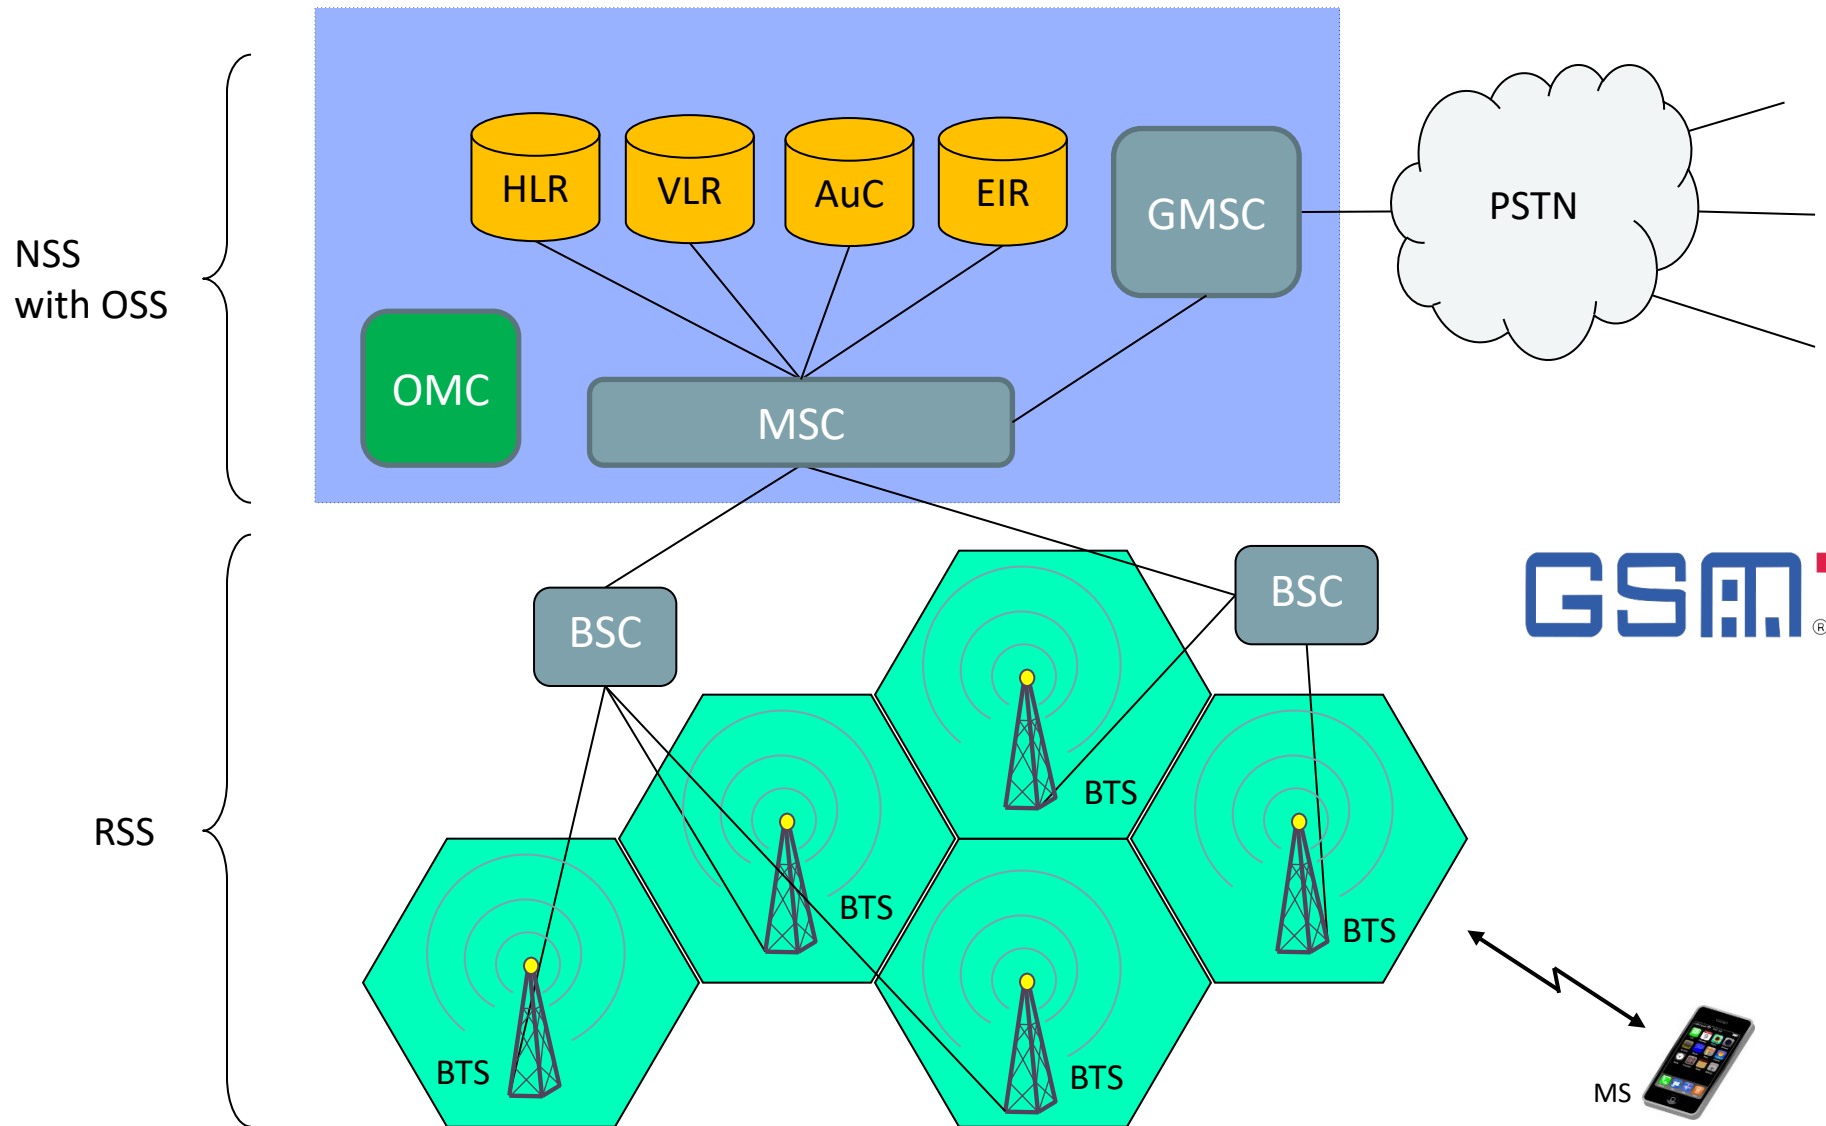 HLR
VLR
AuC
EIR
GMSC
PSTN
NSS
with OSS
OMC
MSC
BSC
BSC
GSM
®
BTS
RSS
BTS
BTS
BTS
BTS
MS